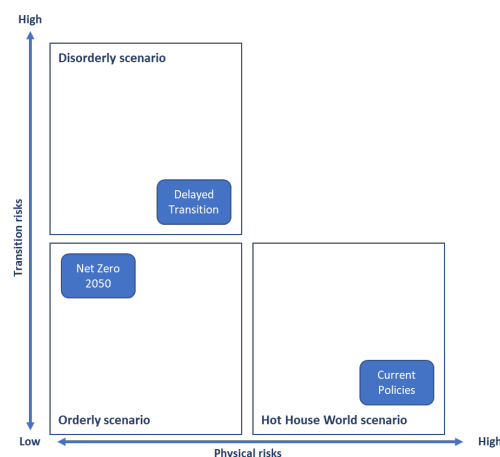 High
Disorderly scenario
Delayed
Transition
Transition risks
Net Zero
2050
Current
Policies
Orderly scenario
Hot House World scenario
Low
High
Physical risks